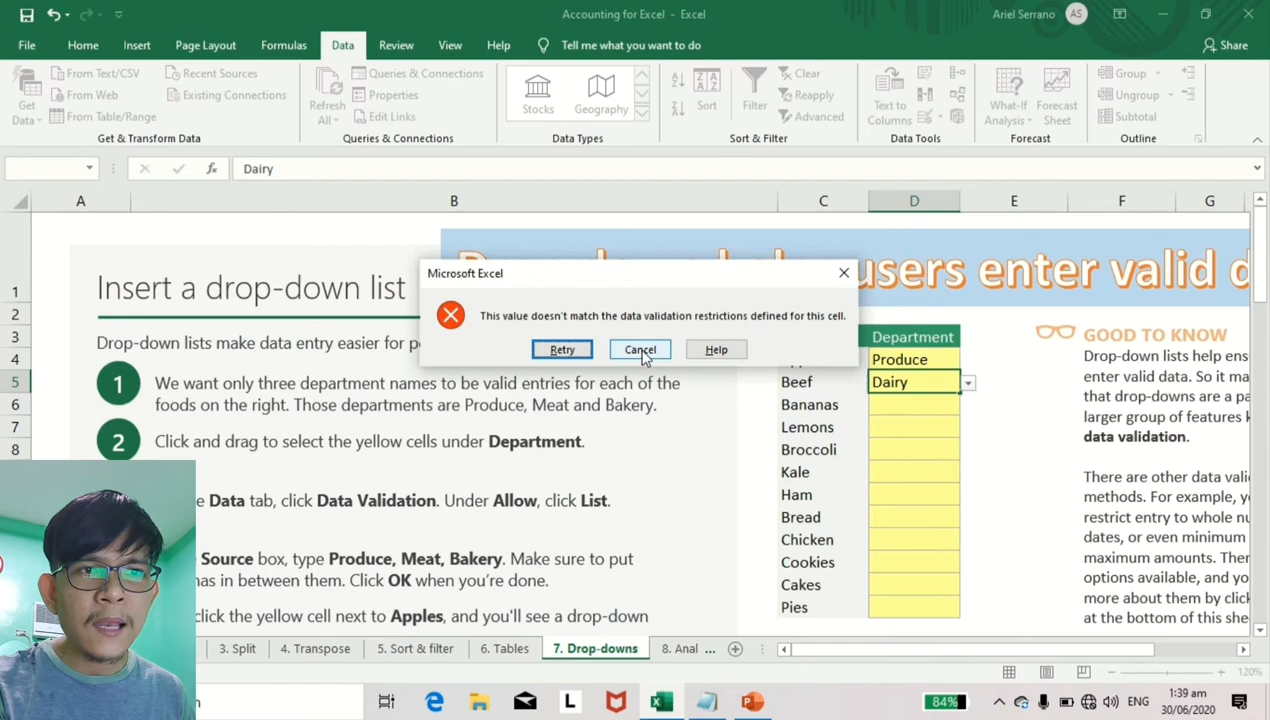 Accounting for Excel - Excel
Ariel Serrano AS
File Home Insert Page Layout Formulas Data Review View Help Tell me what you want to do Share
Get Data
From Text/CSV
From Web
From Table/Range
Recent Sources
Existing Connections
Get & Transform Data
Refresh All
Queries & Connections
Properties
Edit Links
Queries & Connections
Stocks
Geography
Data Types
Sort
Filter
Clear
Reapply
Advanced
Sort & Filter
Text to Columns
Data Tools
What-If Analysis
Forecast Sheet
Forecast
Group
Ungroup
Subtotal
Outline
fx Dairy
A B C D E F G
1
2
3
5
6
7
8
users enter valid d
Insert a drop-down list
Drop-down lists make data entry easier for pe
1 We want only three department names to be valid entries for each of the
foods on the right. Those departments are Produce, Meat and Bakery.
2 Click and drag to select the yellow cells under Department.
Data tab, click Data Validation. Under Allow, click List.
Source box, type Produce, Meat, Bakery. Make sure to put
in between them. Click OK when you're done.
click the yellow cell next to Apples, and you'll see a drop-down
Microsoft Excel
This value doesn't match the data validation restrictions defined for this cell.
Retry Cancel Help
Department
Produce
Beef Dairy
Bananas
Lemons
Broccoli
Kale
Ham
Bread
Chicken
Cookies
Cakes
Pies
GOOD TO KNOW
Drop-down lists help ens
enter valid data. So it ma
that drop-downs are a pa
larger group of features k
data validation.
There are other data valid
methods. For example, yo
restrict entry to whole nu
dates, or even minimum
maximum amounts. Ther
options available, and yo
more about them by click
at the bottom of this she
3. Split 4. Transpose 5. Sort & filter 6. Tables 7. Drop-downs 8. Anal ...
120%
L 84% ENG
1:39 am
30/06/2020